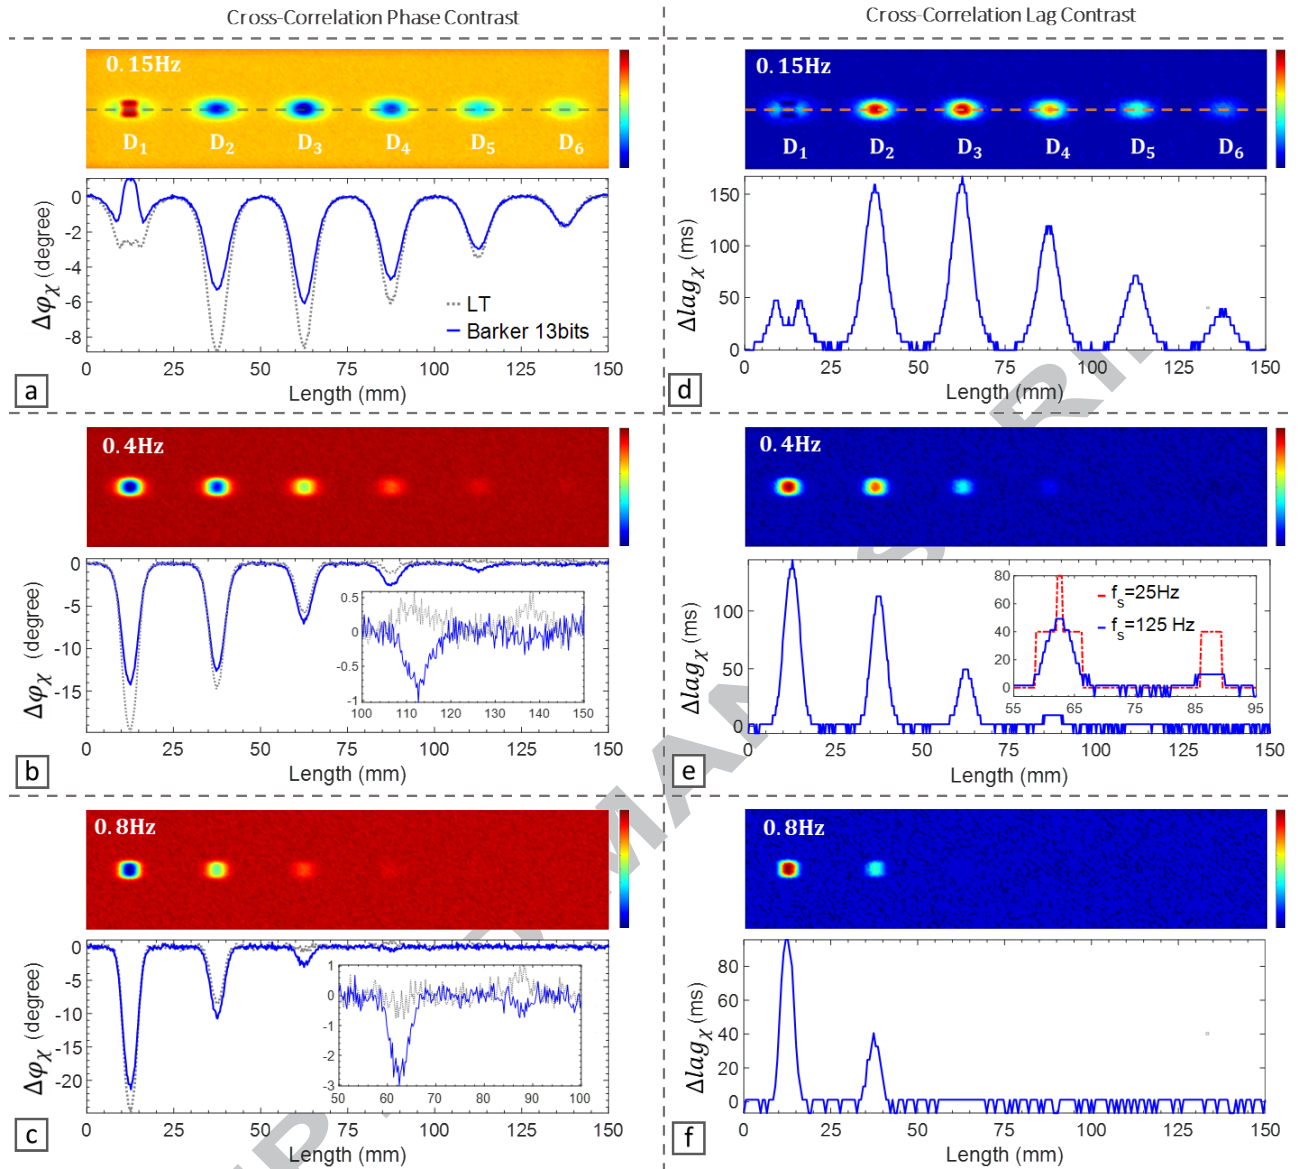 Cross-Correlation Phase Contrast
0.15Hz
D1 D2 D3 D4 D5 D6
0
-2
-4
-6
-8
Δφχ (degree)
LT
Barker 13bits
0 25 50 75 100 125 150
Length (mm)
a
0.4Hz
0
-5
-10
-15
Δφχ (degree)
0.5
0
-0.5
-1
100 110 120 130 140 150
0 25 50 75 100 125 150
Length (mm)
b
0.8Hz
0
-5
-10
-15
-20
Δφχ (degree)
1
0
-1
-2
-3
50 60 70 80 90 100
0 25 50 75 100 125 150
Length (mm)
c
Cross-Correlation Lag Contrast
0.15Hz
D1 D2 D3 D4 D5 D6
150
100
50
0
Δlagχ (ms)
0 25 50 75 100 125 150
Length (mm)
d
0.4Hz
100
50
0
Δlagχ (ms)
80
60
40
20
0
fs=25Hz
fs=125 Hz
55 65 75 85 95
0 25 50 75 100 125 150
Length (mm)
e
0.8Hz
80
60
40
20
0
Δlagχ (ms)
0 25 50 75 100 125 150
Length (mm)
f